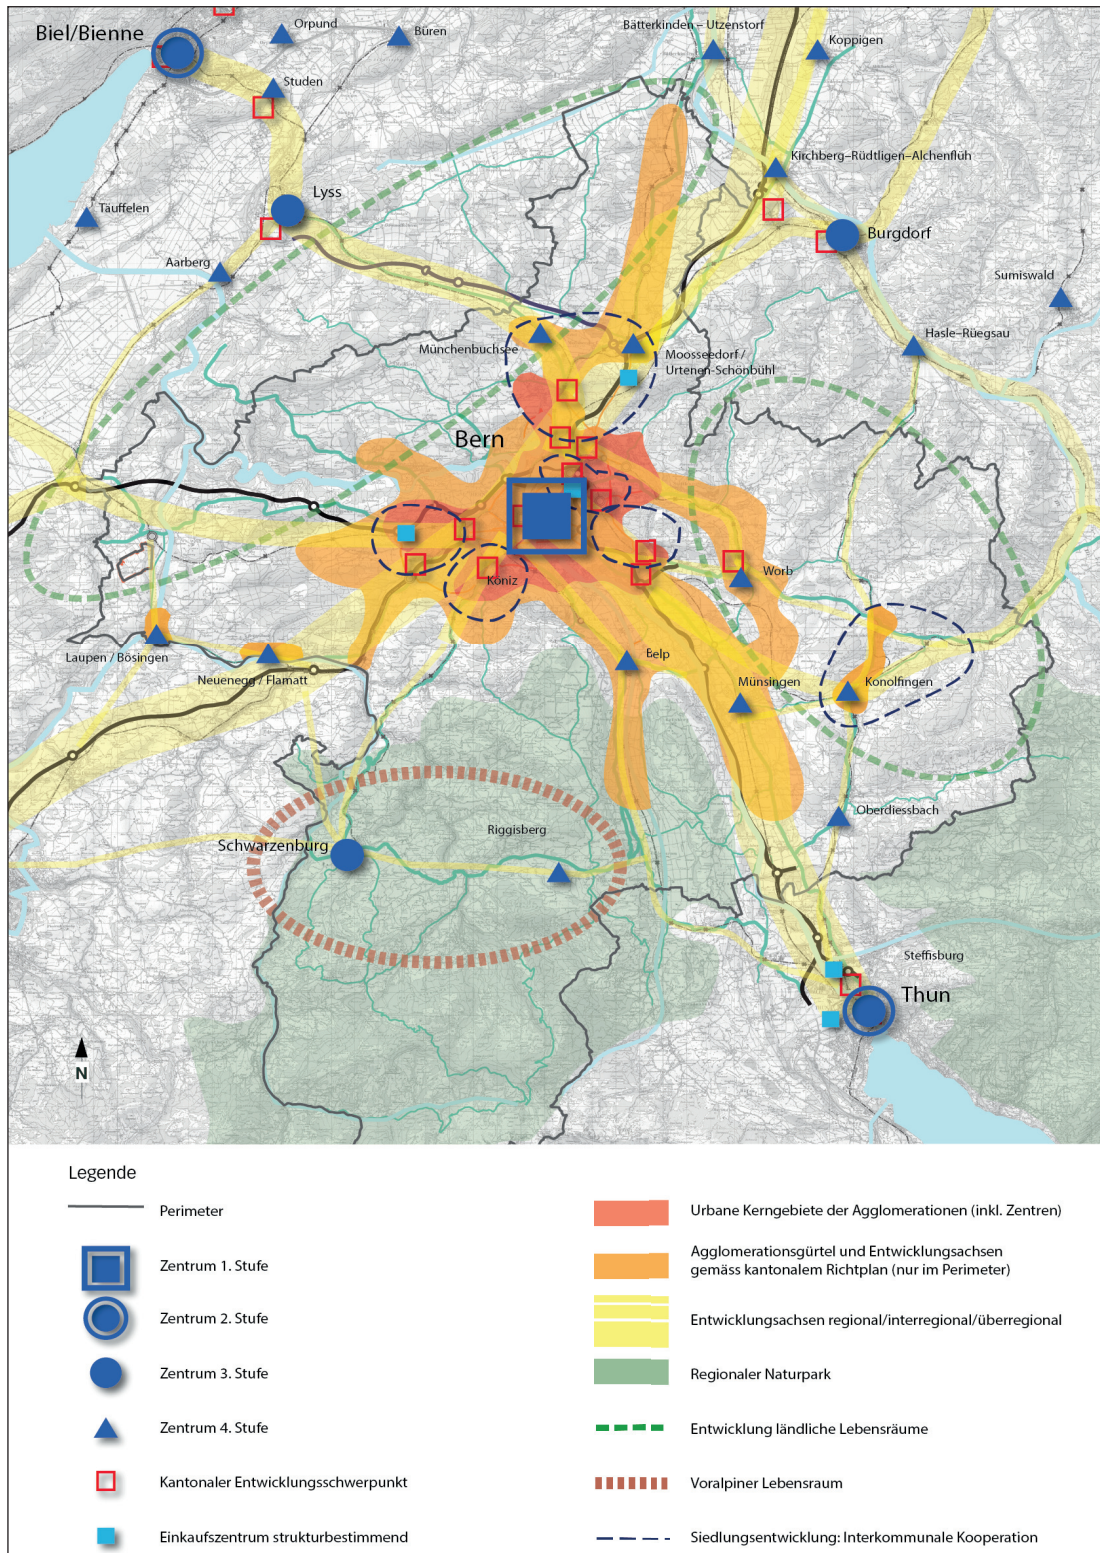 Orpund
Biel/Bienne
Büren
Bätterkinden – Utzenstorf
Koppigen
Studen
Kirchberg–Rüdtligen–Alchenflüh
Lyss
Täuffelen
Burgdorf
Aarberg
Sumiswald
Hasle–Rüegsau
Münchenbuchsee
Moosseedorf /
Urtenen-Schönbühl
Bern
Worb
Köniz
Laupen / Bösingen
Belp
Neuenegg / Flamatt
Münsingen
Konolfingen
Oberdiessbach
Riggisberg
Schwarzenburg
Steffisburg
Thun
N
Legende
Perimeter
Zentrum 1. Stufe
Zentrum 2. Stufe
Zentrum 3. Stufe
Zentrum 4. Stufe
Kantonaler Entwicklungsschwerpunkt
Einkaufszentrum strukturbestimmend
Urbane Kerngebiete der Agglomerationen (inkl. Zentren)
Agglomerationsgürtel und Entwicklungsachsen
gemäss kantonalem Richtplan (nur im Perimeter)
Entwicklungsachsen regional/interregional/überregional
Regionaler Naturpark
Entwicklung ländliche Lebensräume
Voralpiner Lebensraum
Siedlungsentwicklung: Interkommunale Kooperation